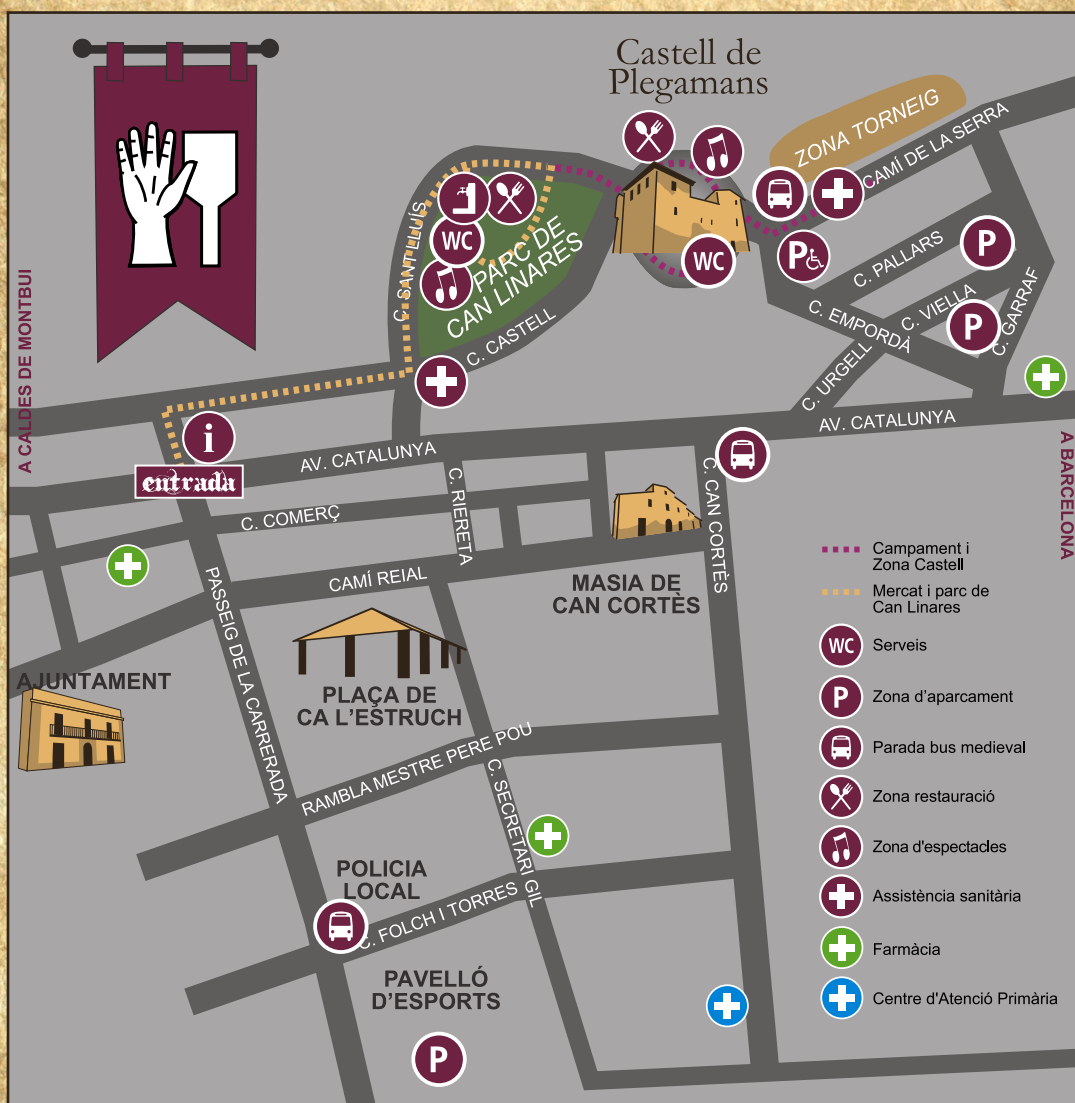 Castell de
Plegamans
ZONA TORNEIG
CAMÍ DE LA SERRA
C. SANT LLUÍS
WC
PARC DE
CAN LINARES
WC
P
C. PALLARS
P
C. CASTELL
C. EMPORDÀ
C. VIELLA
P
C. GARRAF
C. URGELL
A CALDES DE MONTBUI
i
entrada
AV. CATALUNYA
AV. CATALUNYA
A BARCELONA
C. COMERÇ
C. RIERETA
C. CAN CORTÈS
CAMÍ REIAL
MASIA DE
CAN CORTÈS
PASSEIG DE LA CARRERADA
AJUNTAMENT
PLAÇA DE
CA L'ESTRUCH
RAMBLA MESTRE PERE POU
C. SECRETARI GIL
POLICIA
LOCAL
C. FOLCH I TORRES
PAVELLÓ
D'ESPORTS
P
Campament i
Zona Castell
Mercat i parc de
Can Linares
WC Serveis
P Zona d'aparcament
Parada bus medieval
Zona restauració
Zona d'espectacles
Assistència sanitària
Farmàcia
Centre d'Atenció Primària